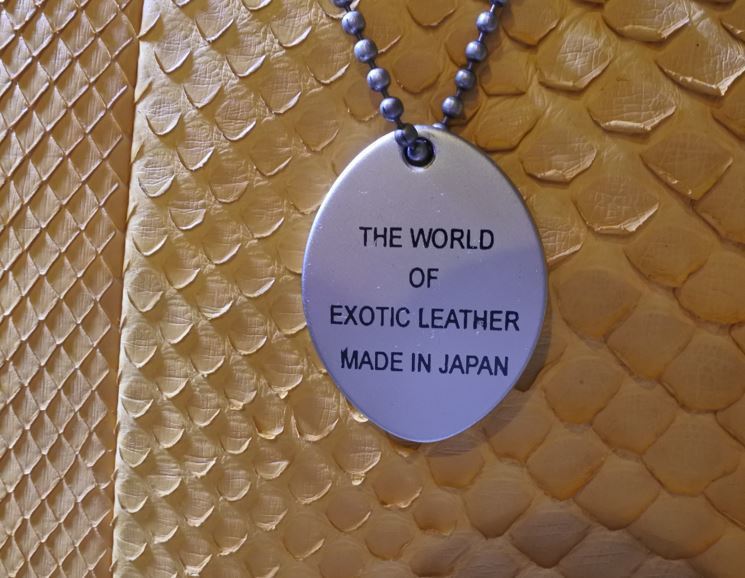 THE WORLD
OF
EXOTIC LEATHER
MADE IN JAPAN